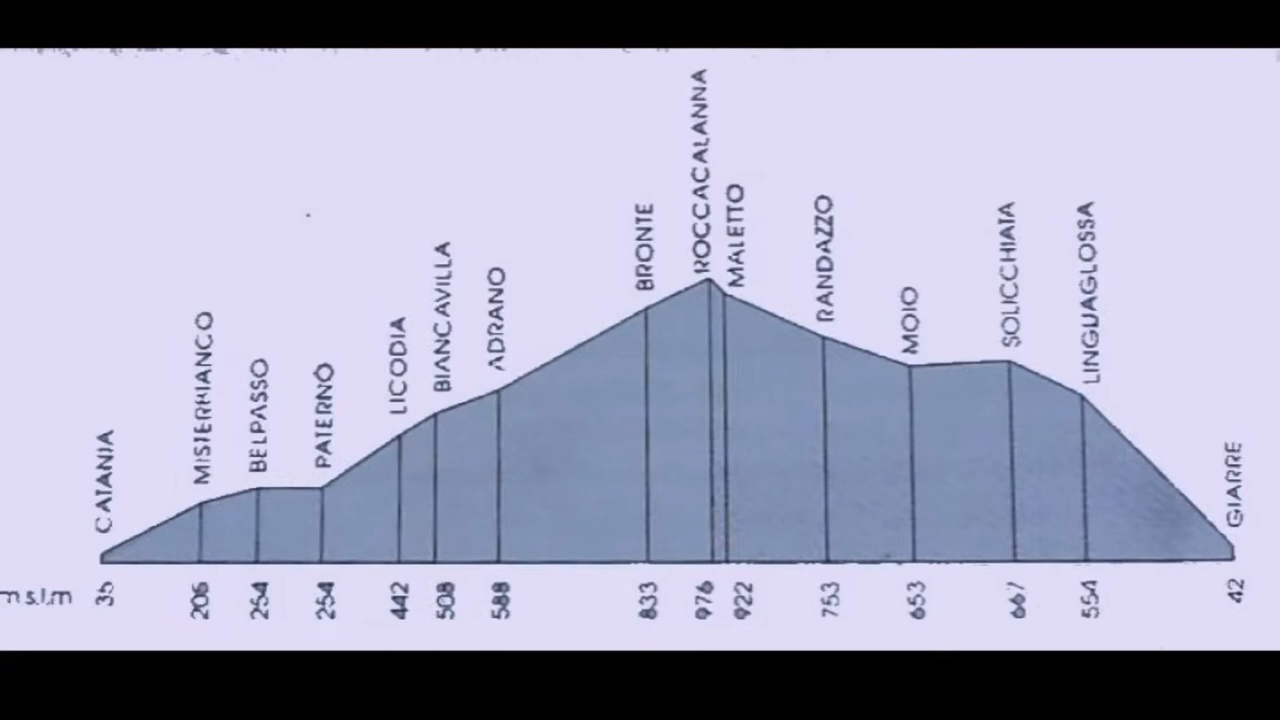 CATANIA
MISTERBIANCO
BELPASSO
PATERNÒ
LICODIA
BIANCAVILLA
ADRANO
BRONTE
ROCCACALANNA
MALETTO
RANDAZZO
MOIO
SOLICCHIATA
LINGUAGLOSSA
GIARRE
m s.l.m 35 206 254 254 442 508 588 833 976 922 753 653 667 554 42